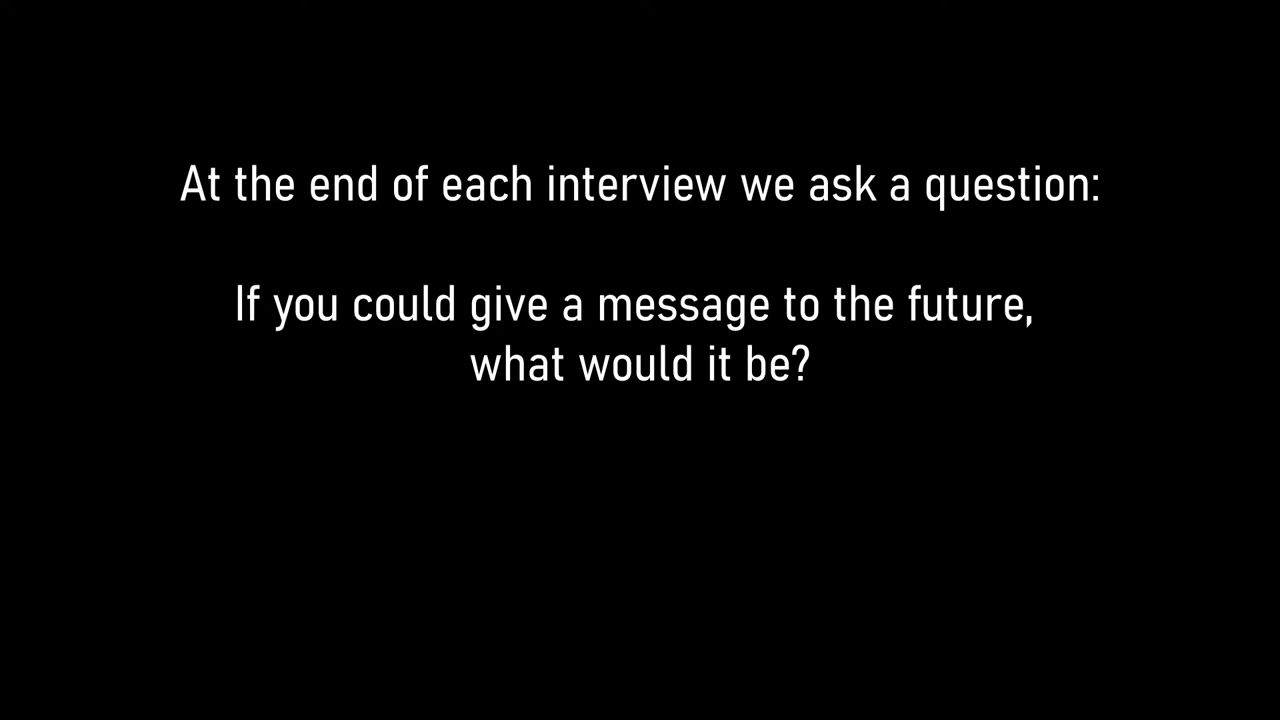 At the end of each interview we ask a question:
If you could give a message to the future,
what would it be?